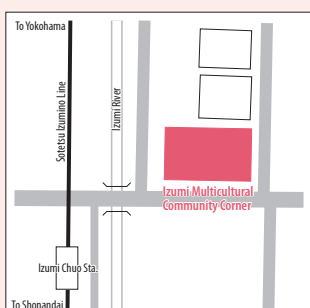 To Yokohama
Sotetsu Izumino Line
Izumi River
Izumi Multicultural
Community Corner
Izumi Chuo Sta.
To Shonandai